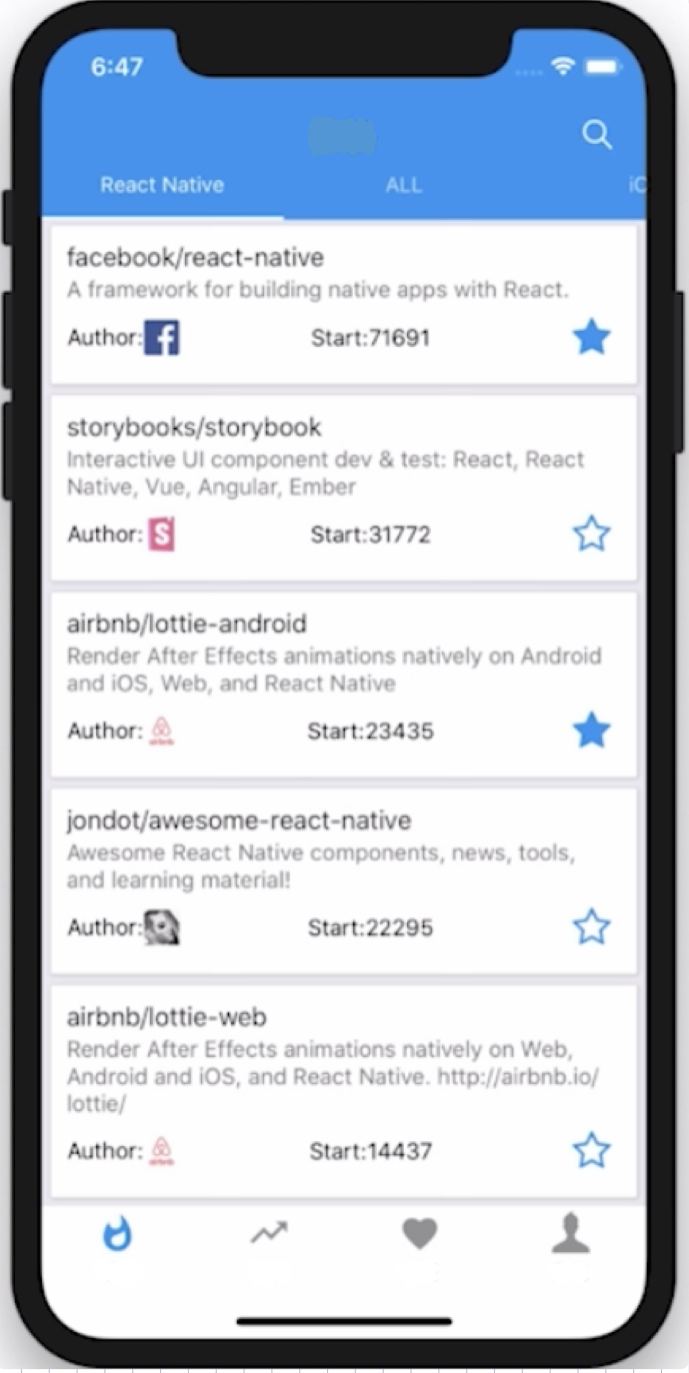 6:47
React Native
ALL
iC
facebook/react-native
A framework for building native apps with React.
Author:
Start:71691
storybooks/storybook
Interactive UI component dev & test: React, React
Native, Vue, Angular, Ember
Author:
S
Start:31772
airbnb/lottie-android
Render After Effects animations natively on Android
and iOS, Web, and React Native
Author:
airbnb
Start:23435
jondot/awesome-react-native
Awesome React Native components, news, tools,
and learning material!
Author:
Start:22295
airbnb/lottie-web
Render After Effects animations natively on Web,
Android and iOS, and React Native. http://airbnb.io/
lottie/
Author:
airbnb
Start:14437